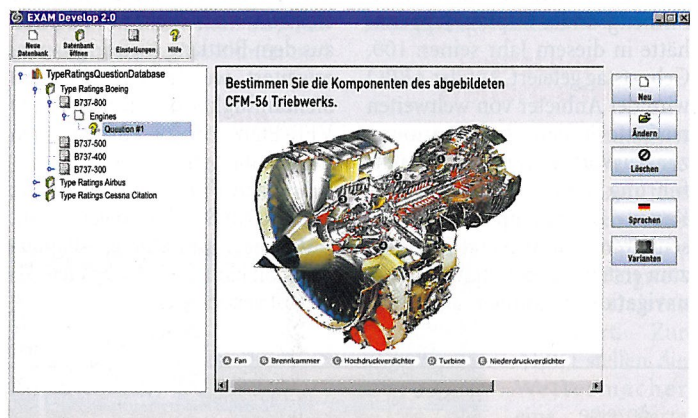 EXAM Develop 2.0
Neue Datenbank
Datenbank öffnen
Einstellungen
Hilfe
TypeRatingsQuestionDatabase
Type Ratings Boeing
B737-800
Engines
Question #1
B737-500
B737-400
B737-300
Type Ratings Airbus
Type Ratings Cessna Citation
Bestimmen Sie die Komponenten des abgebildeten
CFM-56 Triebwerks.
A Fan B Brennkammer C Hochdruckverdichter D Turbine E Niederdruckverdichter
Neu
Ändern
Löschen
Sprachen
Varianten